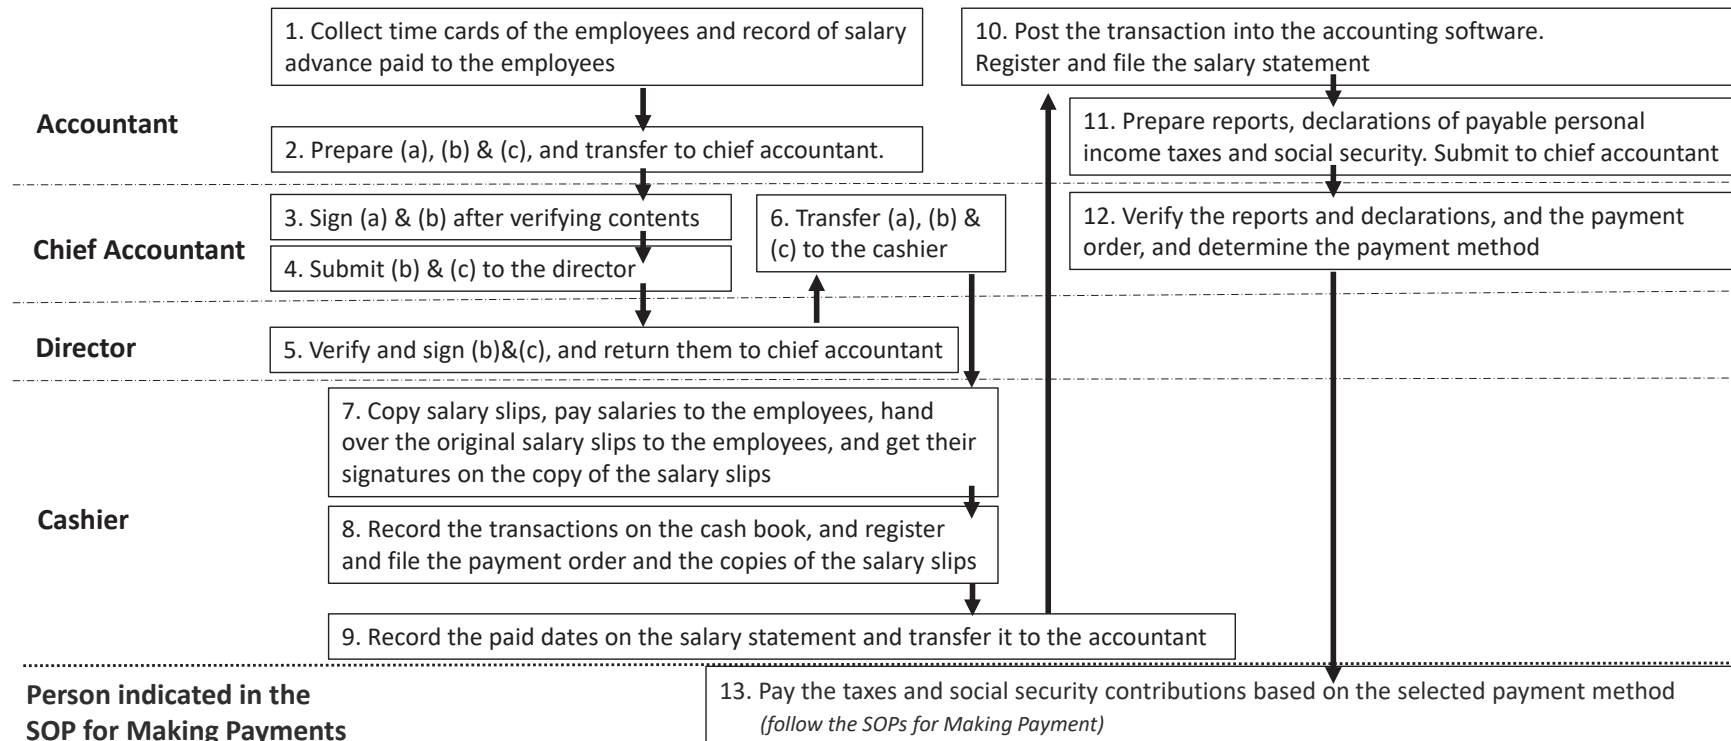 1. Collect time cards of the employees and record of salary
advance paid to the employees
10. Post the transaction into the accounting software.
Register and file the salary statement
Accountant
11. Prepare reports, declarations of payable personal
income taxes and social security. Submit to chief accountant
2. Prepare (a), (b) & (c), and transfer to chief accountant.
Chief Accountant
3. Sign (a) & (b) after verifying contents
4. Submit (b) & (c) to the director
6. Transfer (a), (b) &
(c) to the cashier
12. Verify the reports and declarations, and the payment
order, and determine the payment method
Director
5. Verify and sign (b)&(c), and return them to chief accountant
Cashier
7. Copy salary slips, pay salaries to the employees, hand
over the original salary slips to the employees, and get their
signatures on the copy of the salary slips
8. Record the transactions on the cash book, and register
and file the payment order and the copies of the salary slips
9. Record the paid dates on the salary statement and transfer it to the accountant
Person indicated in the
SOP for Making Payments
13. Pay the taxes and social security contributions based on the selected payment method
(follow the SOPs for Making Payment)